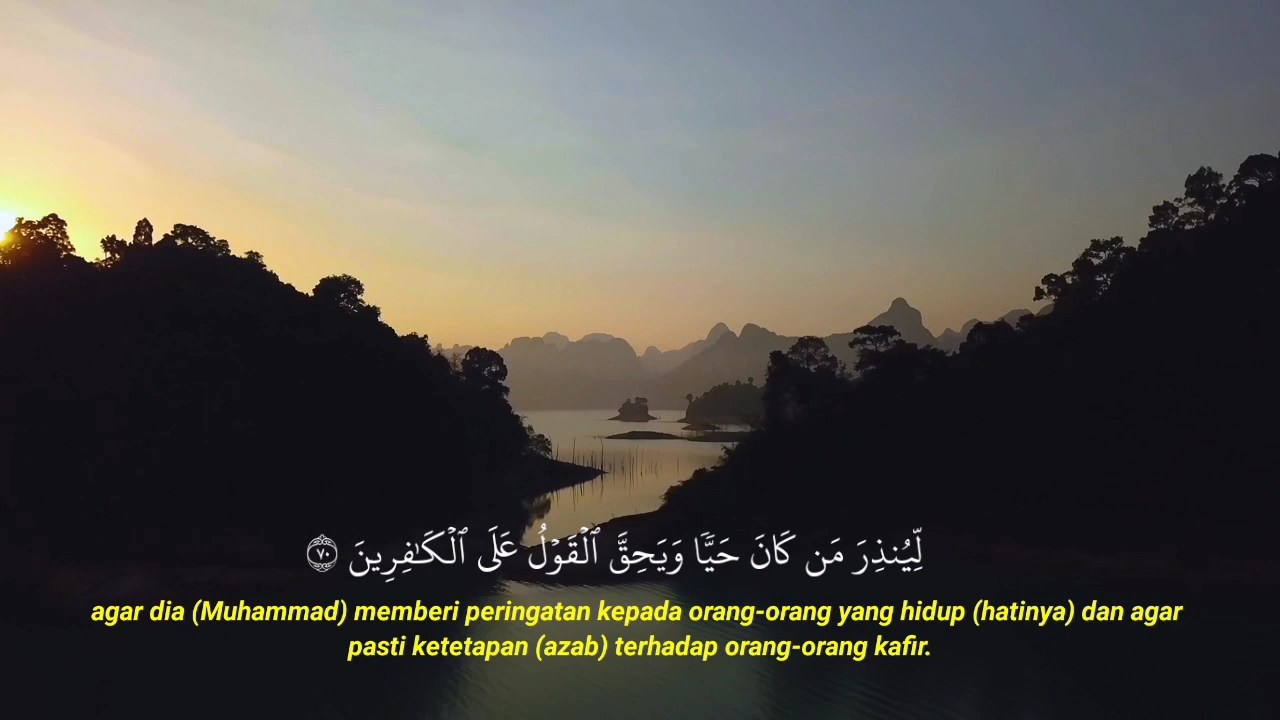 لِّيُنذِرَ مَن كَانَ حَيًّا وَيَحِقَّ ٱلْقَوْلُ عَلَى ٱلْكَـٰفِرِينَ ٧٠
agar dia (Muhammad) memberi peringatan kepada orang-orang yang hidup (hatinya) dan agar
pasti ketetapan (azab) terhadap orang-orang kafir.